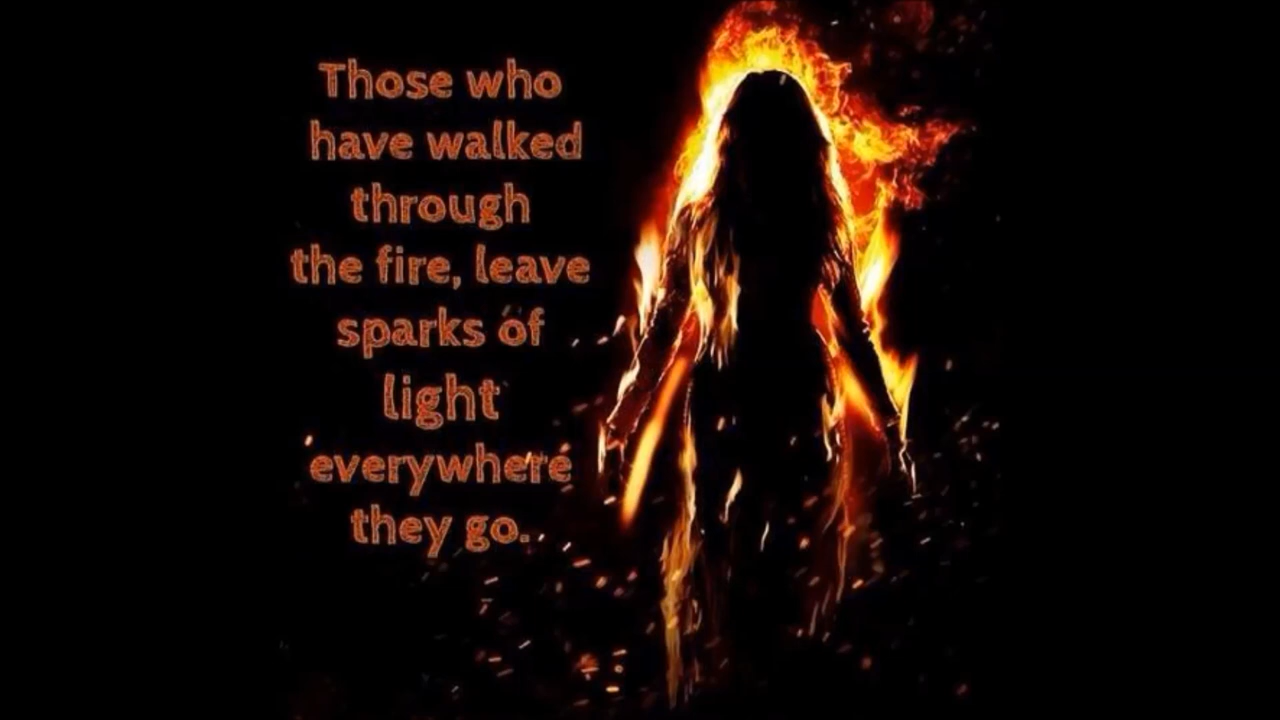 Those who
have walked
through
the fire, leave
sparks of
light
everywhere
they go.